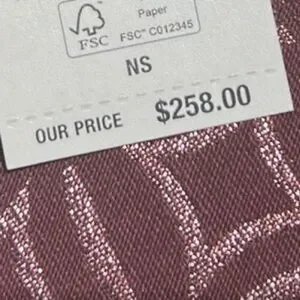 Paper
FSC™ C012345
FSC
NS
OUR PRICE $258.00